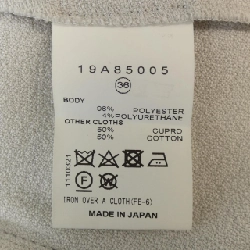 19A85005
36
BODY
96% POLYESTER
4% POLYURETHANE
OTHER CLOTHS
50% CUPRO
50% COTTON
IRON OVER A CLOTH(FE-6)
MADE IN JAPAN